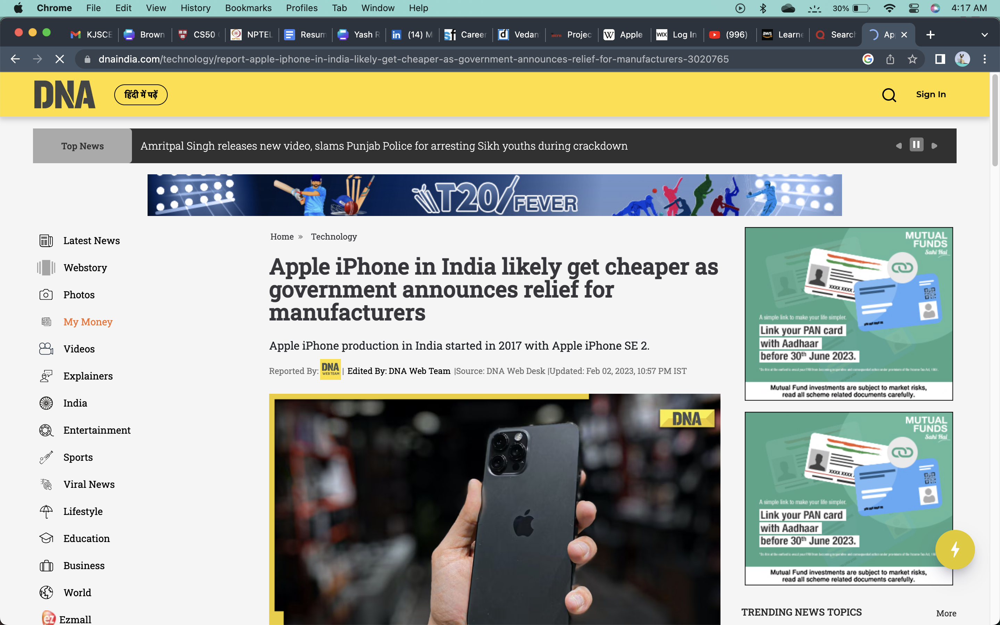 Chrome File Edit View History Bookmarks Profiles Tab Window Help 30% 4:17 AM
KJSCE Brown CS50 NPTEL Resum Yash R (14) M Career Vedan Projec Apple Log In (996) Learne Search Ap
dnaindia.com/technology/report-apple-iphone-in-india-likely-get-cheaper-as-government-announces-relief-for-manufacturers-3020765
DNA हिंदी में पढ़ें Sign In
Top News Amritpal Singh releases new video, slams Punjab Police for arresting Sikh youths during crackdown
T20 FEVER
Latest News
Webstory
Photos
My Money
Videos
Explainers
India
Entertainment
Sports
Viral News
Lifestyle
Education
Business
World
Ezmall
Home » Technology
Apple iPhone in India likely get cheaper as
government announces relief for
manufacturers
Apple iPhone production in India started in 2017 with Apple iPhone SE 2.
Reported By: DNA WEB TEAM | Edited By: DNA Web Team |Source: DNA Web Desk |Updated: Feb 02, 2023, 10:57 PM IST
DNA
MUTUAL
FUNDS
Sahi Hai
XXXX XXXX
A simple link to make your life simpler.
Link your PAN card
with Aadhaar
before 30th June 2023.
Mutual Fund investments are subject to market risks,
read all scheme related documents carefully.
MUTUAL
FUNDS
Sahi Hai
XXXX XXXX
A simple link to make your life simpler.
Link your PAN card
with Aadhaar
before 30th June 2023.
Mutual Fund investments are subject to market risks,
read all scheme related documents carefully.
TRENDING NEWS TOPICS More